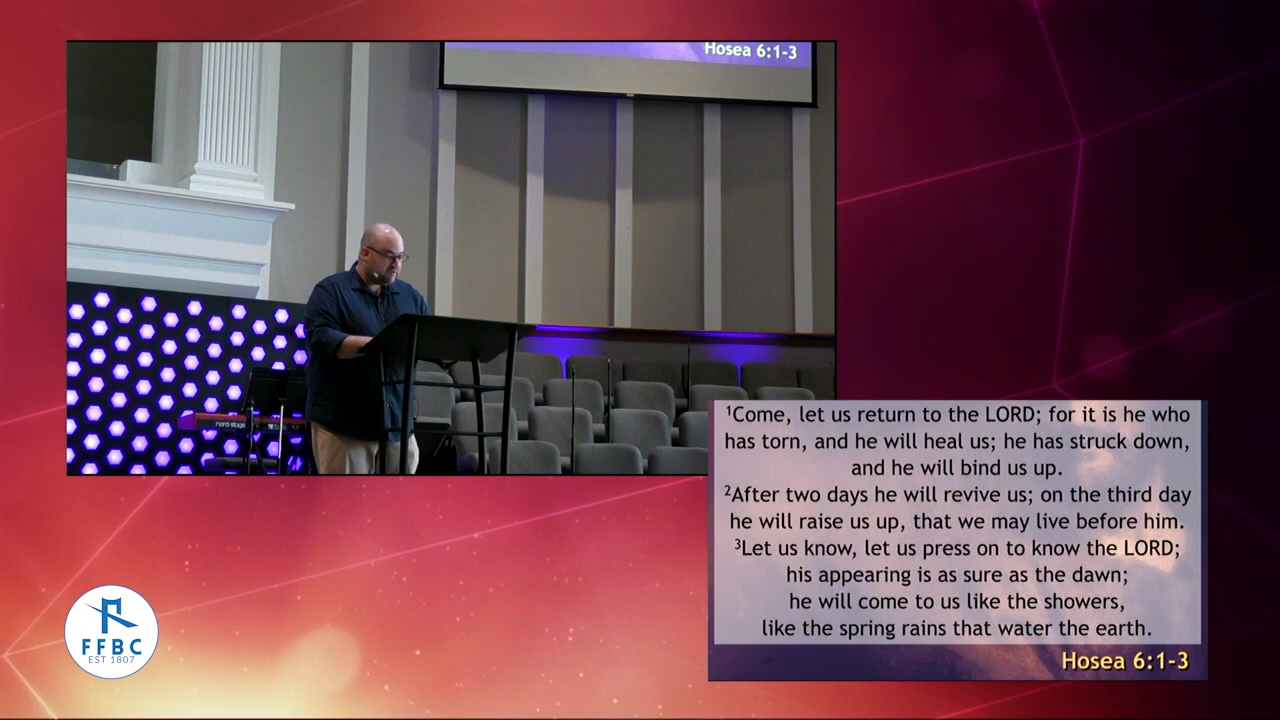 Hosea 6:1-3
nord stage
¹Come, let us return to the LORD; for it is he who
has torn, and he will heal us; he has struck down,
and he will bind us up.
²After two days he will revive us; on the third day
he will raise us up, that we may live before him.
³Let us know, let us press on to know the LORD;
his appearing is as sure as the dawn;
he will come to us like the showers,
like the spring rains that water the earth.
Hosea 6:1-3
FFBC
EST 1807